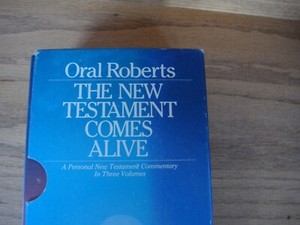 Oral Roberts
THE NEW
TESTAMENT
COMES
ALIVE
A Personal New Testament Commentary
In Three Volumes